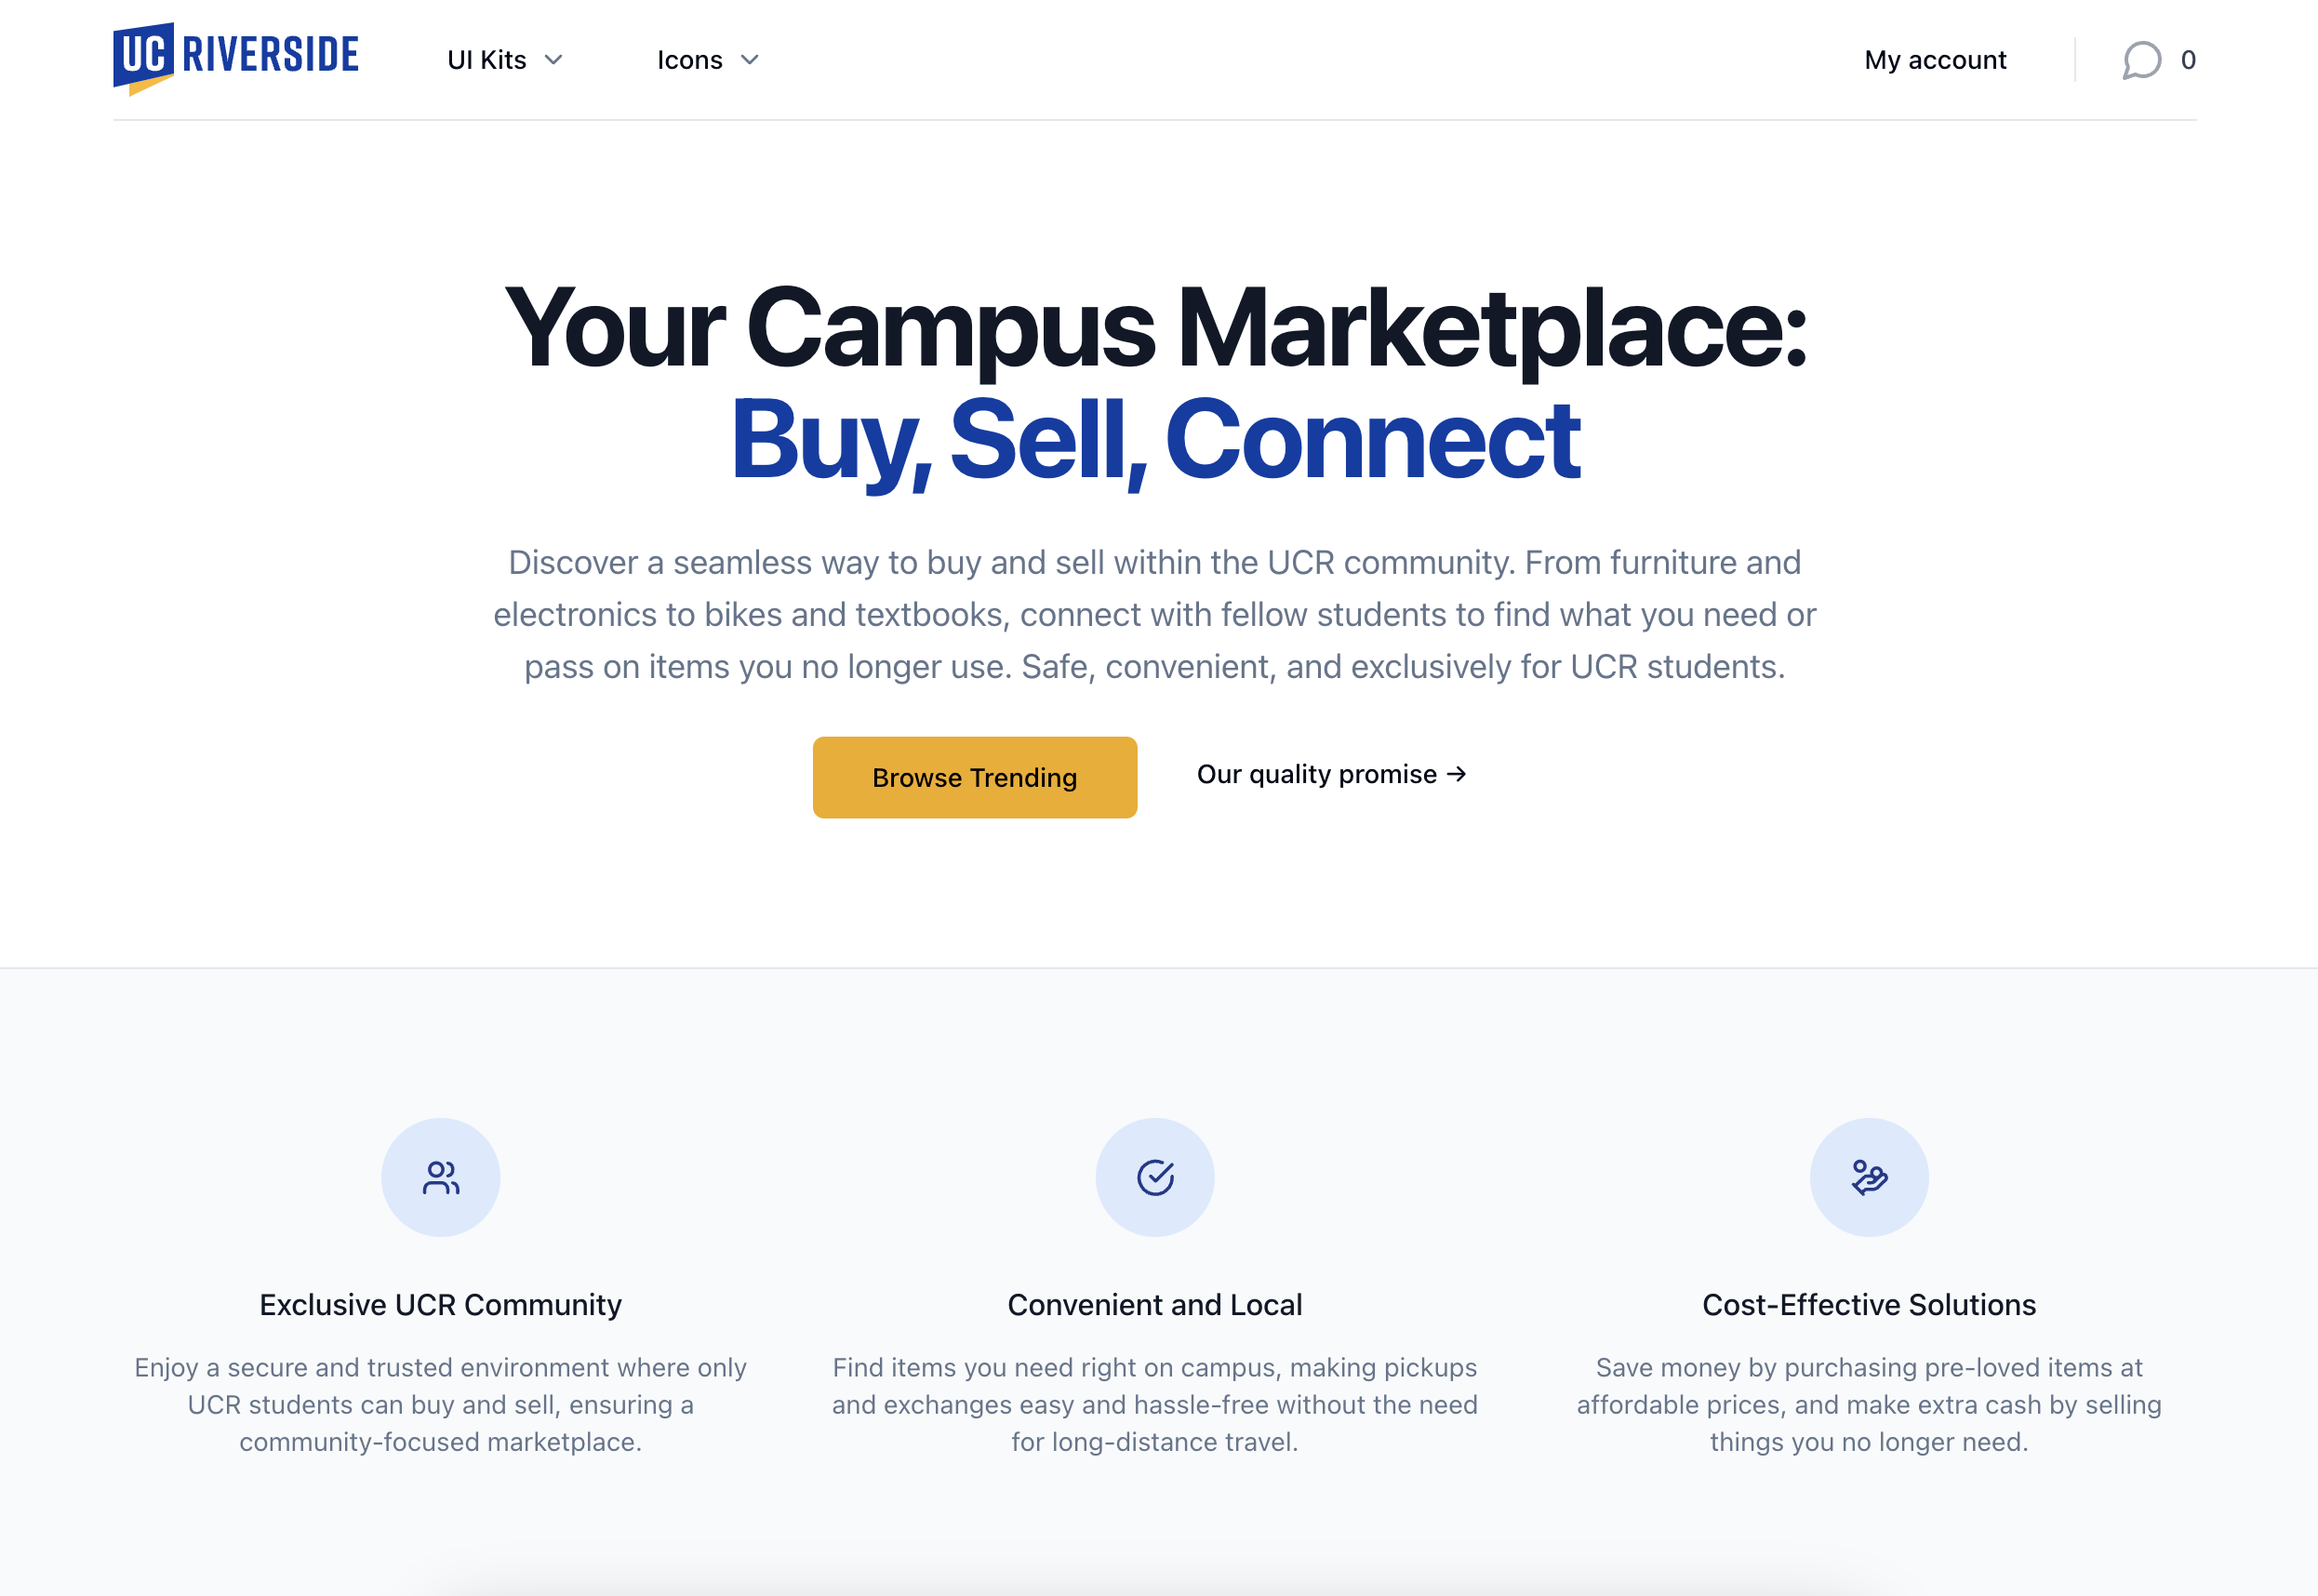 UC RIVERSIDE
UI Kits
Icons
My account
0
Your Campus Marketplace:
Buy, Sell, Connect
Discover a seamless way to buy and sell within the UCR community. From furniture and
electronics to bikes and textbooks, connect with fellow students to find what you need or
pass on items you no longer use. Safe, convenient, and exclusively for UCR students.
Browse Trending
Our quality promise →
Exclusive UCR Community
Enjoy a secure and trusted environment where only
UCR students can buy and sell, ensuring a
community-focused marketplace.
Convenient and Local
Find items you need right on campus, making pickups
and exchanges easy and hassle-free without the need
for long-distance travel.
Cost-Effective Solutions
Save money by purchasing pre-loved items at
affordable prices, and make extra cash by selling
things you no longer need.